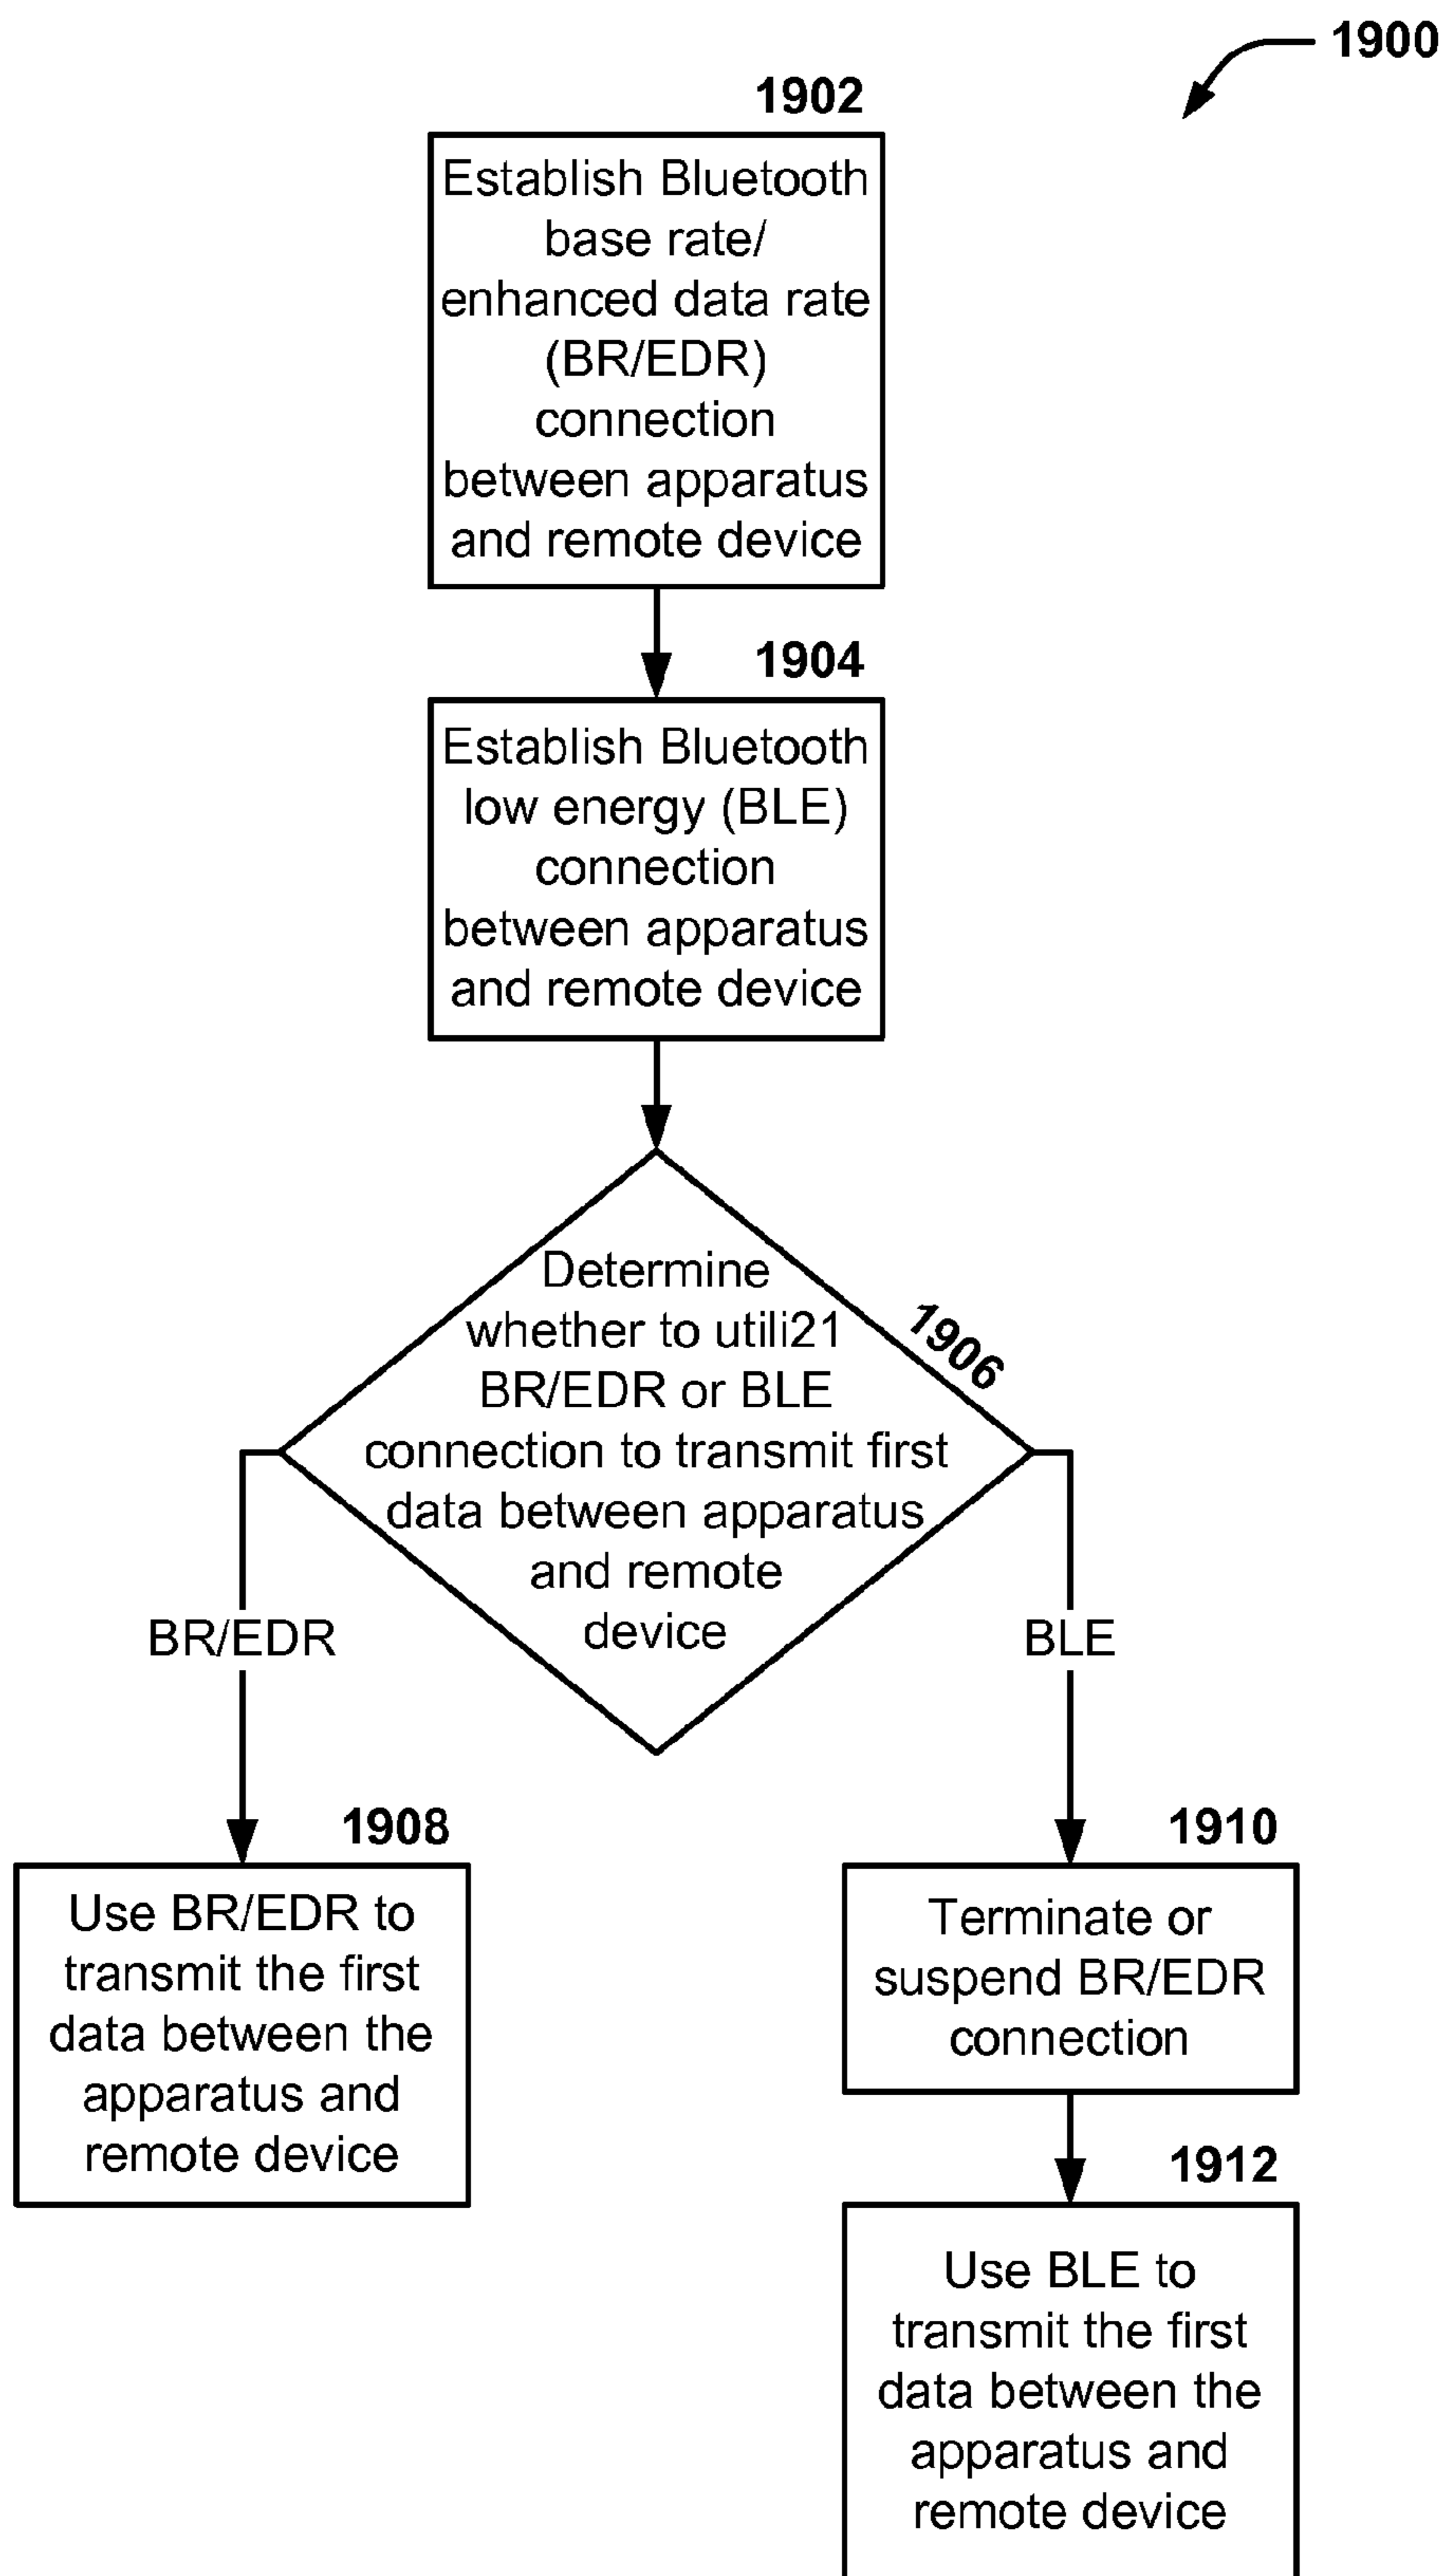 1900
1902
Establish Bluetooth
base rate/
enhanced data rate
(BR/EDR)
connection
between apparatus
and remote device
1904
Establish Bluetooth
low energy (BLE)
connection
between apparatus
and remote device
1906
Determine
whether to utili21
BR/EDR or BLE
connection to transmit first
data between apparatus
and remote
device
BR/EDR
BLE
1908
Use BR/EDR to
transmit the first
data between the
apparatus and
remote device
1910
Terminate or
suspend BR/EDR
connection
1912
Use BLE to
transmit the first
data between the
apparatus and
remote device